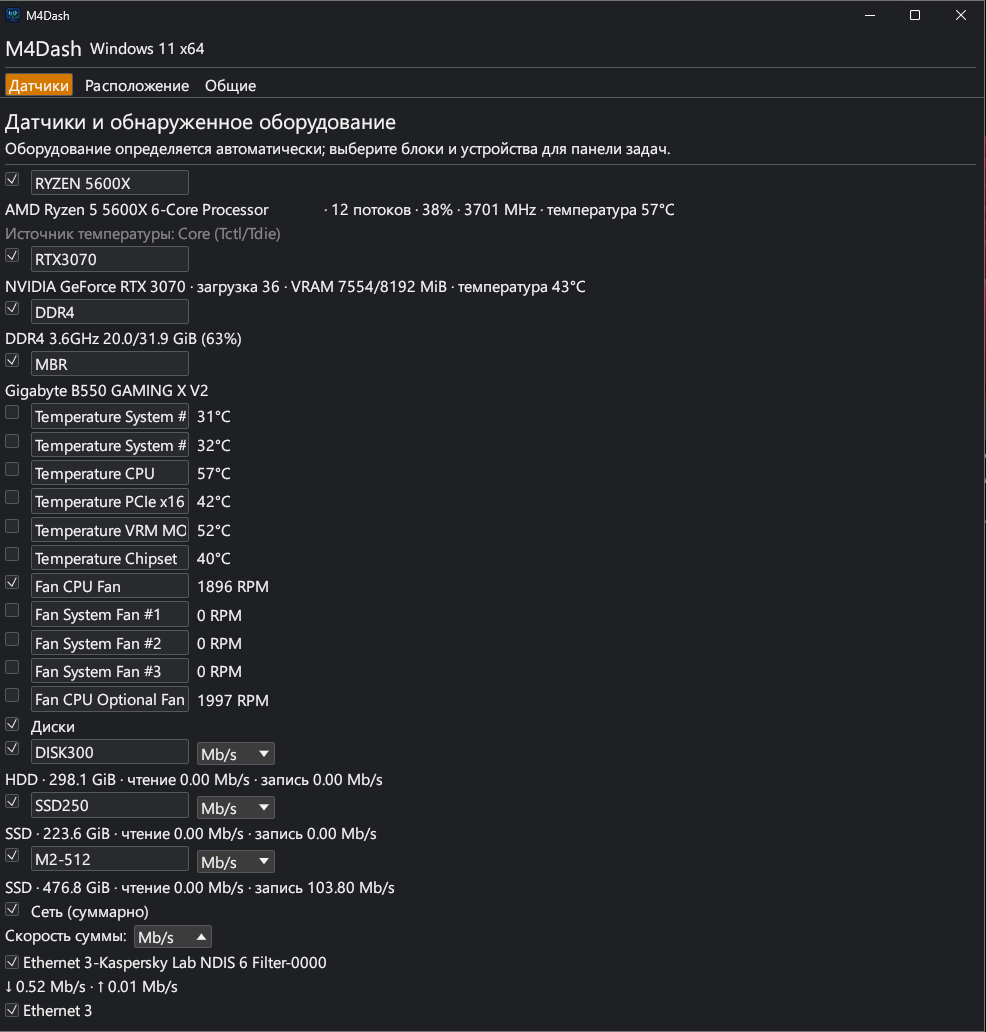 M4Dash
M4Dash Windows 11 x64
Датчики Расположение Общие
Датчики и обнаруженное оборудование
Оборудование определяется автоматически; выберите блоки и устройства для панели задач.
RYZEN 5600X
AMD Ryzen 5 5600X 6-Core Processor · 12 потоков · 38% · 3701 MHz · температура 57°C
Источник температуры: Core (Tctl/Tdie)
RTX3070
NVIDIA GeForce RTX 3070 · загрузка 36 · VRAM 7554/8192 MiB · температура 43°C
DDR4
DDR4 3.6GHz 20.0/31.9 GiB (63%)
MBR
Gigabyte B550 GAMING X V2
Temperature System # 31°C
Temperature System # 32°C
Temperature CPU 57°C
Temperature PCIe x16 42°C
Temperature VRM MO 52°C
Temperature Chipset 40°C
Fan CPU Fan 1896 RPM
Fan System Fan #1 0 RPM
Fan System Fan #2 0 RPM
Fan System Fan #3 0 RPM
Fan CPU Optional Fan 1997 RPM
Диски
DISK300 Mb/s
HDD · 298.1 GiB · чтение 0.00 Mb/s · запись 0.00 Mb/s
SSD250 Mb/s
SSD · 223.6 GiB · чтение 0.00 Mb/s · запись 0.00 Mb/s
M2-512 Mb/s
SSD · 476.8 GiB · чтение 0.00 Mb/s · запись 103.80 Mb/s
Сеть (суммарно)
Скорость суммы: Mb/s
Ethernet 3-Kaspersky Lab NDIS 6 Filter-0000
↓ 0.52 Mb/s · ↑ 0.01 Mb/s
Ethernet 3